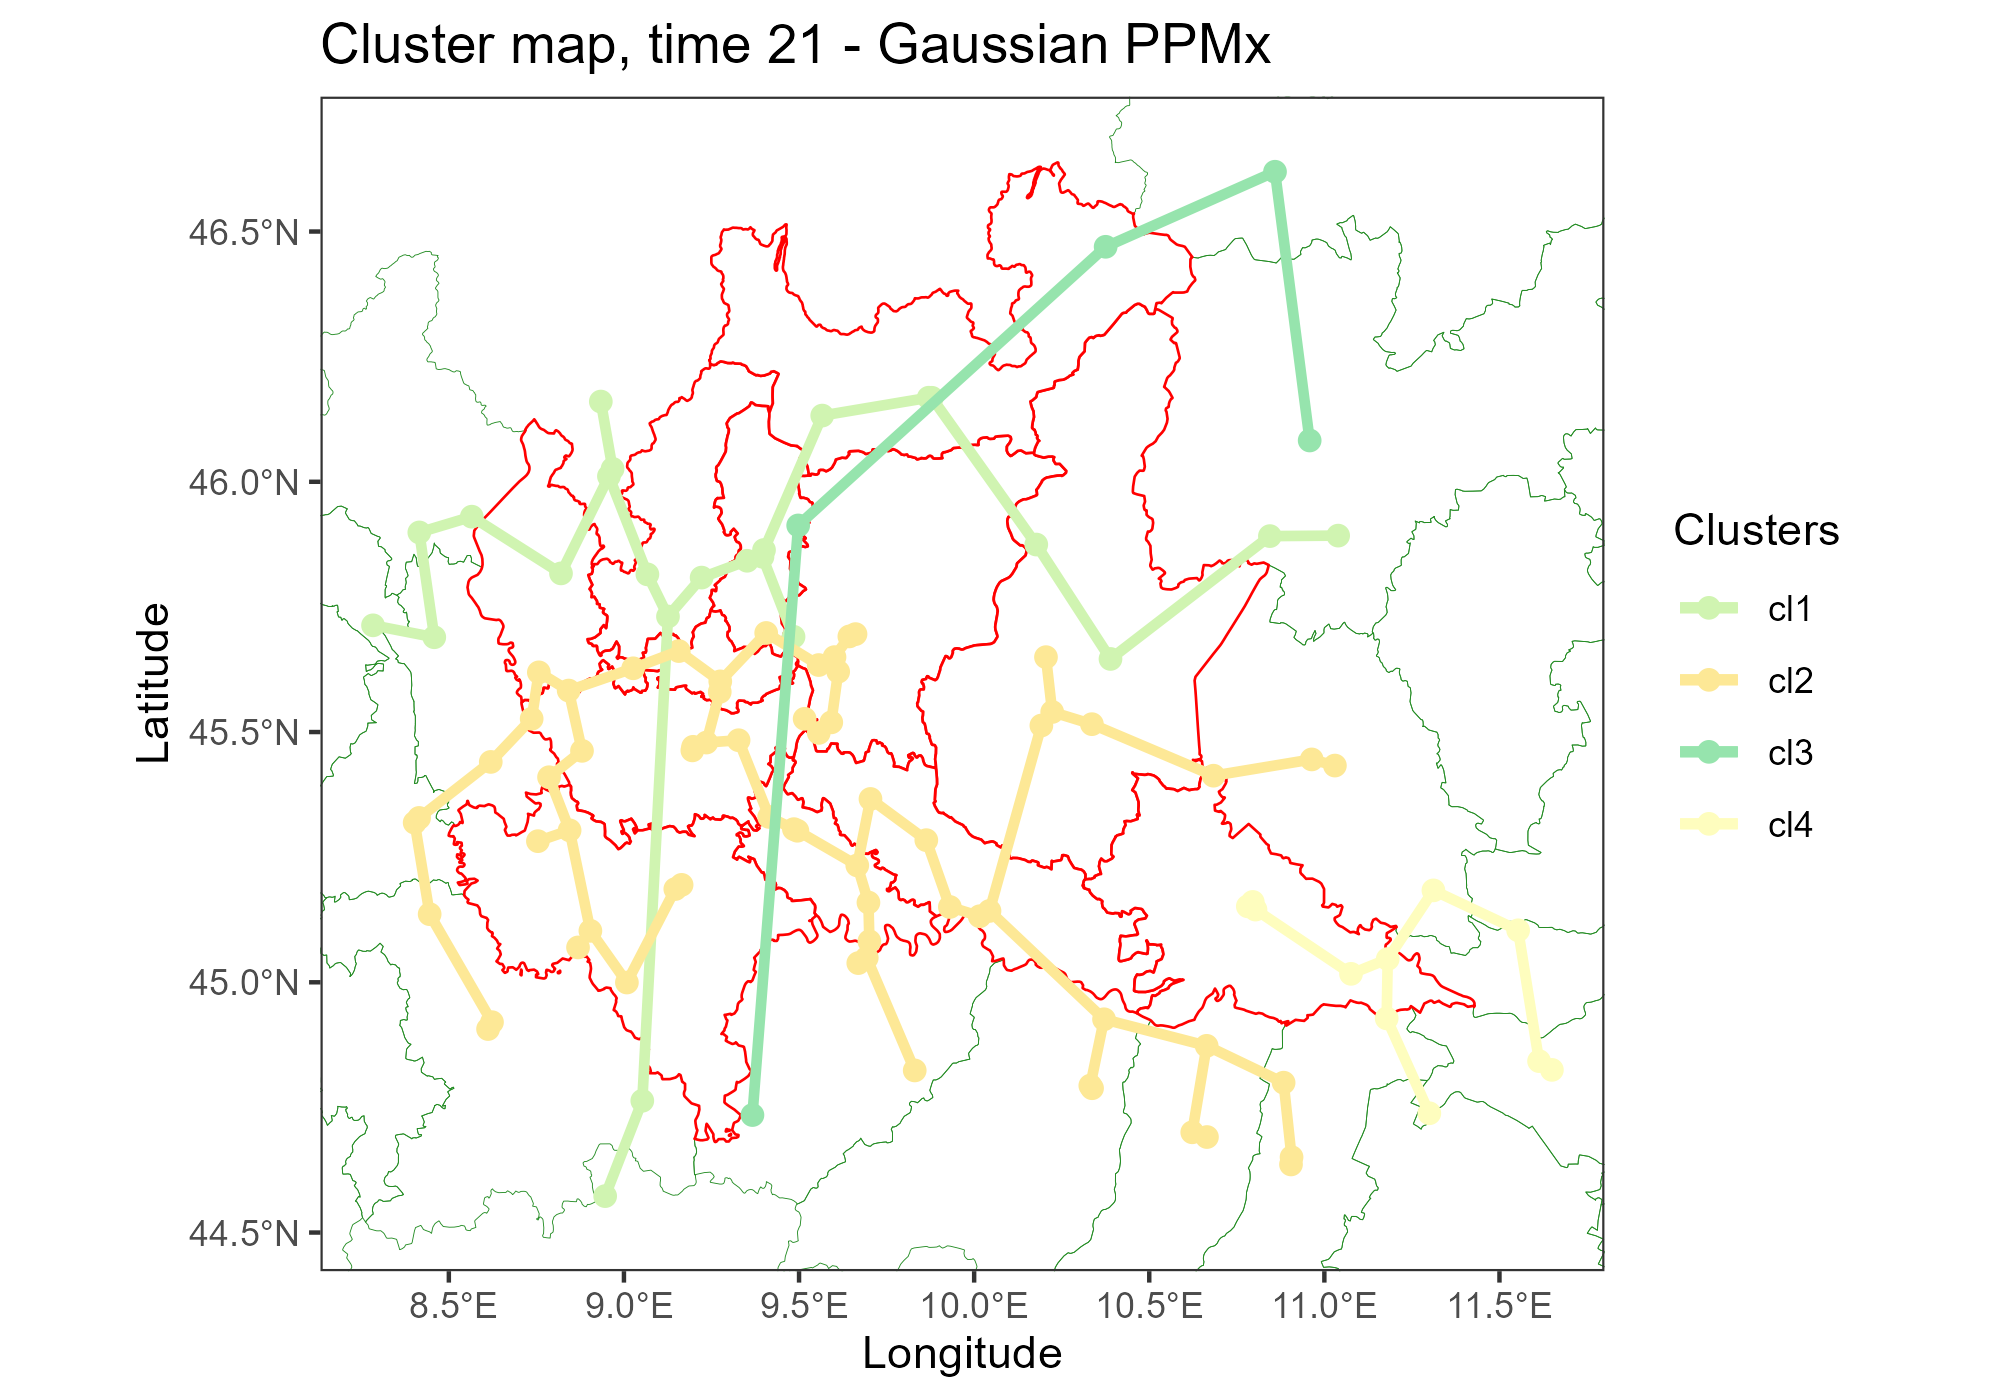 Cluster map, time 21 - Gaussian PPMx
46.5°N
46.0°N
45.5°N
45.0°N
44.5°N
Latitude
8.5°E
9.0°E
9.5°E
10.0°E
10.5°E
11.0°E
11.5°E
Longitude
Clusters
cl1
cl2
cl3
cl4